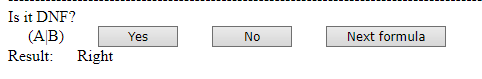 Is it DNF?
(A|B) Yes No Next formula
Result: Right